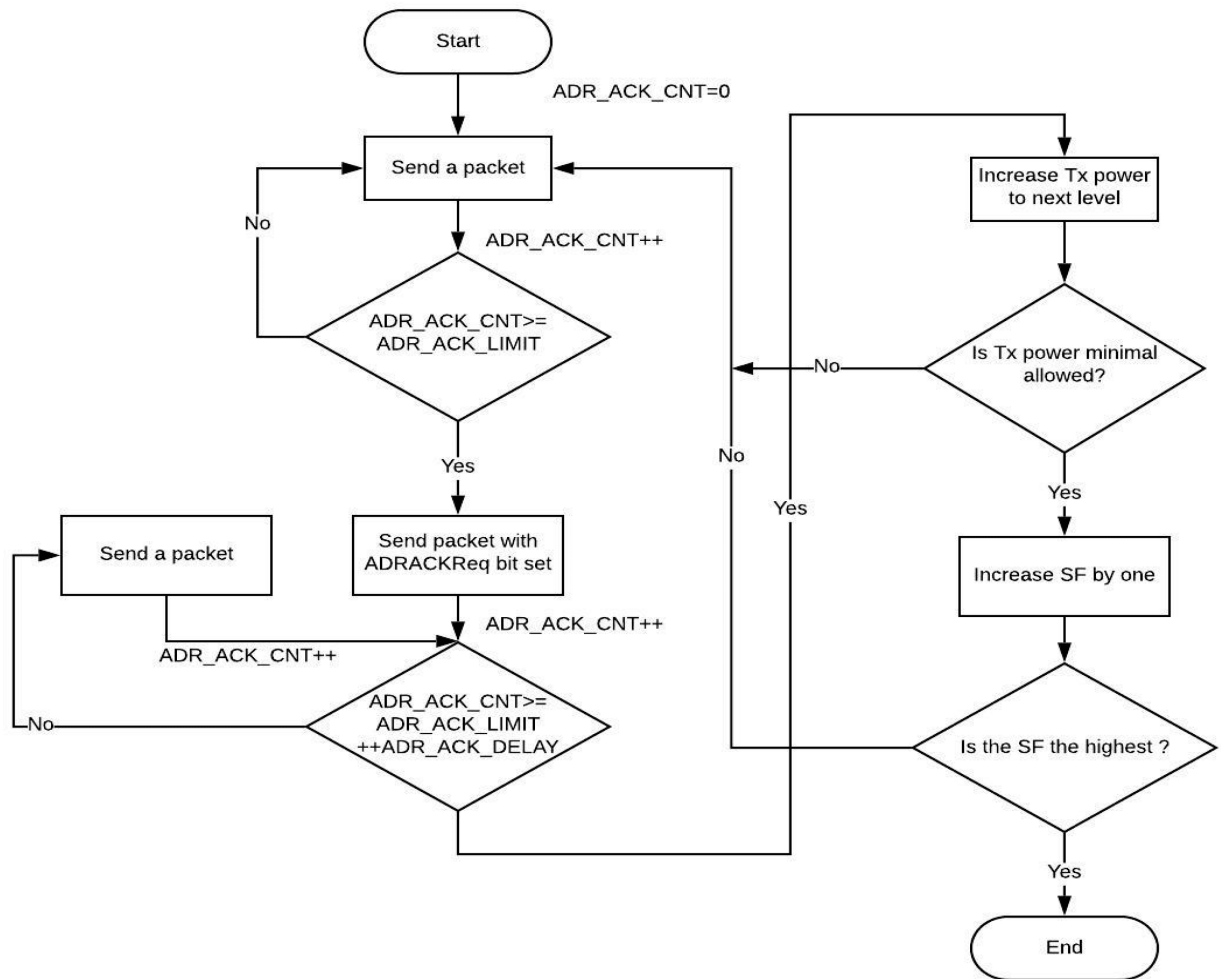 Start
ADR_ACK_CNT=0
Send a packet
No
ADR_ACK_CNT++
ADR_ACK_CNT>=
ADR_ACK_LIMIT
Yes
Send packet with
ADRACKReq bit set
Send a packet
ADR_ACK_CNT++
ADR_ACK_CNT++
ADR_ACK_CNT>=
ADR_ACK_LIMIT
++ADR_ACK_DELAY
No
Yes
Increase Tx power
to next level
Is Tx power minimal
allowed?
No
Yes
Increase SF by one
Is the SF the highest ?
No
Yes
End